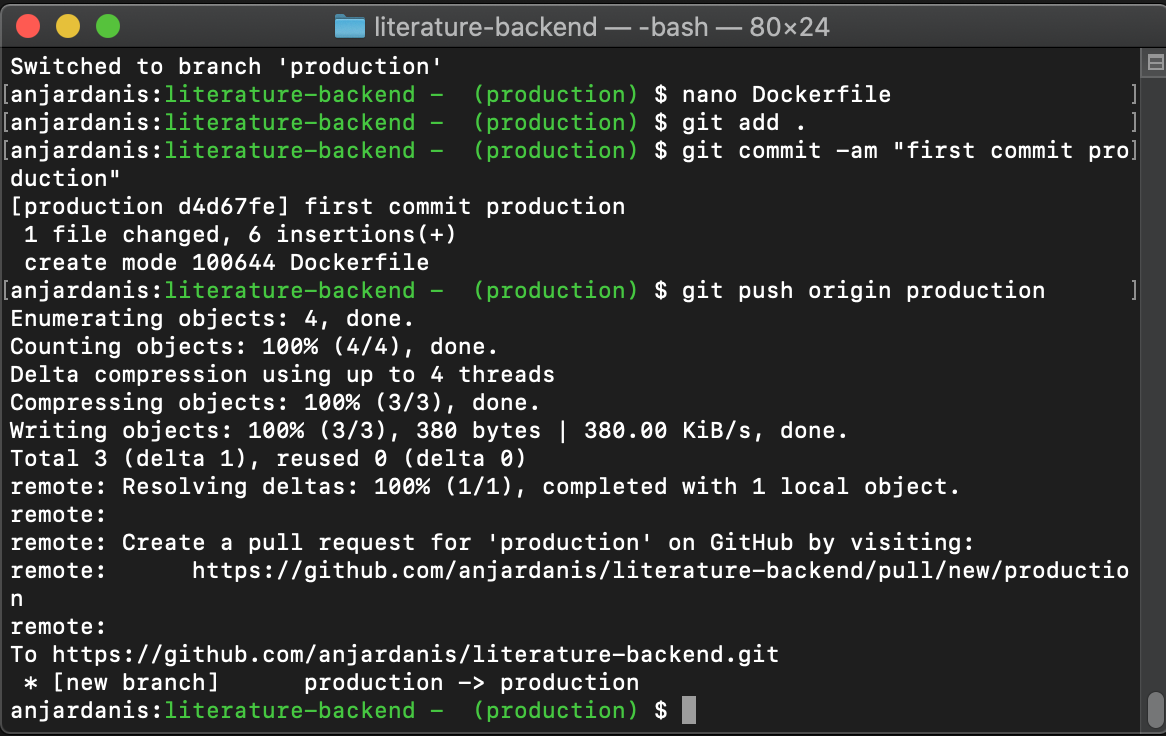 literature-backend — -bash — 80×24
Switched to branch 'production'
[anjardanis:literature-backend -  (production) $ nano Dockerfile ]
[anjardanis:literature-backend -  (production) $ git add . ]
[anjardanis:literature-backend -  (production) $ git commit -am "first commit pro]
duction"
[production d4d67fe] first commit production
 1 file changed, 6 insertions(+)
 create mode 100644 Dockerfile
[anjardanis:literature-backend -  (production) $ git push origin production ]
Enumerating objects: 4, done.
Counting objects: 100% (4/4), done.
Delta compression using up to 4 threads
Compressing objects: 100% (3/3), done.
Writing objects: 100% (3/3), 380 bytes | 380.00 KiB/s, done.
Total 3 (delta 1), reused 0 (delta 0)
remote: Resolving deltas: 100% (1/1), completed with 1 local object.
remote:
remote: Create a pull request for 'production' on GitHub by visiting:
remote:      https://github.com/anjardanis/literature-backend/pull/new/productio
n
remote:
To https://github.com/anjardanis/literature-backend.git
 * [new branch]      production -> production
anjardanis:literature-backend -  (production) $